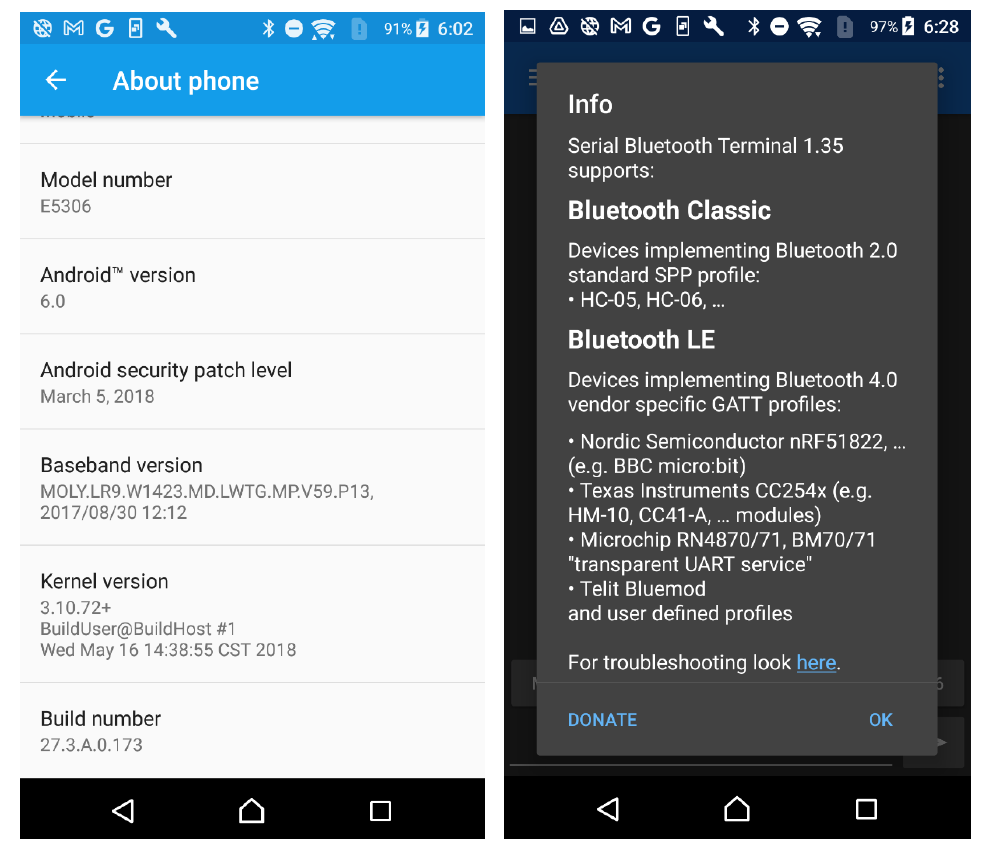 91% 6:02
About phone
Model number
E5306
Android™ version
6.0
Android security patch level
March 5, 2018
Baseband version
MOLY.LR9.W1423.MD.LWTG.MP.V59.P13,
2017/08/30 12:12
Kernel version
3.10.72+
BuildUser@BuildHost #1
Wed May 16 14:38:55 CST 2018
Build number
27.3.A.0.173
97% 6:28
Info
Serial Bluetooth Terminal 1.35
supports:
Bluetooth Classic
Devices implementing Bluetooth 2.0
standard SPP profile:
• HC-05, HC-06, ...
Bluetooth LE
Devices implementing Bluetooth 4.0
vendor specific GATT profiles:
• Nordic Semiconductor nRF51822, ...
(e.g. BBC micro:bit)
• Texas Instruments CC254x (e.g.
HM-10, CC41-A, ... modules)
• Microchip RN4870/71, BM70/71
"transparent UART service"
• Telit Bluemod
and user defined profiles
For troubleshooting look here.
DONATE OK